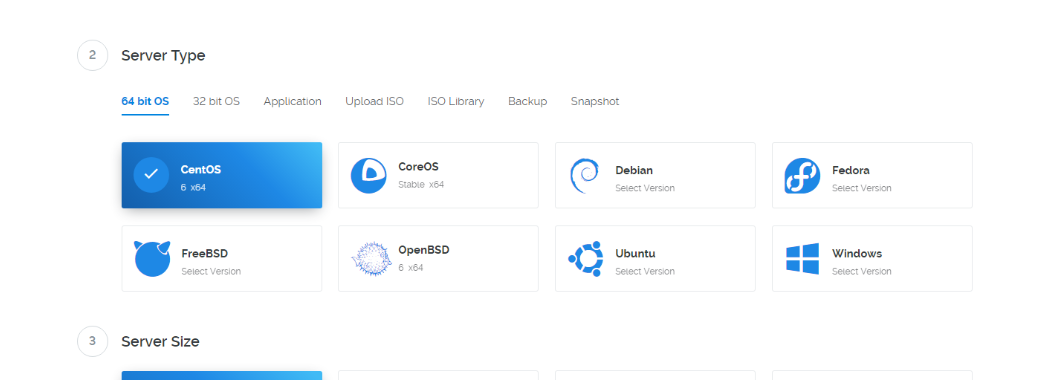 2 Server Type
64 bit OS 32 bit OS Application Upload ISO ISO Library Backup Snapshot
CentOS
6 x64
CoreOS
Stable x64
Debian
Select Version
Fedora
Select Version
FreeBSD
Select Version
OpenBSD
6 x64
Ubuntu
Select Version
Windows
Select Version
3 Server Size